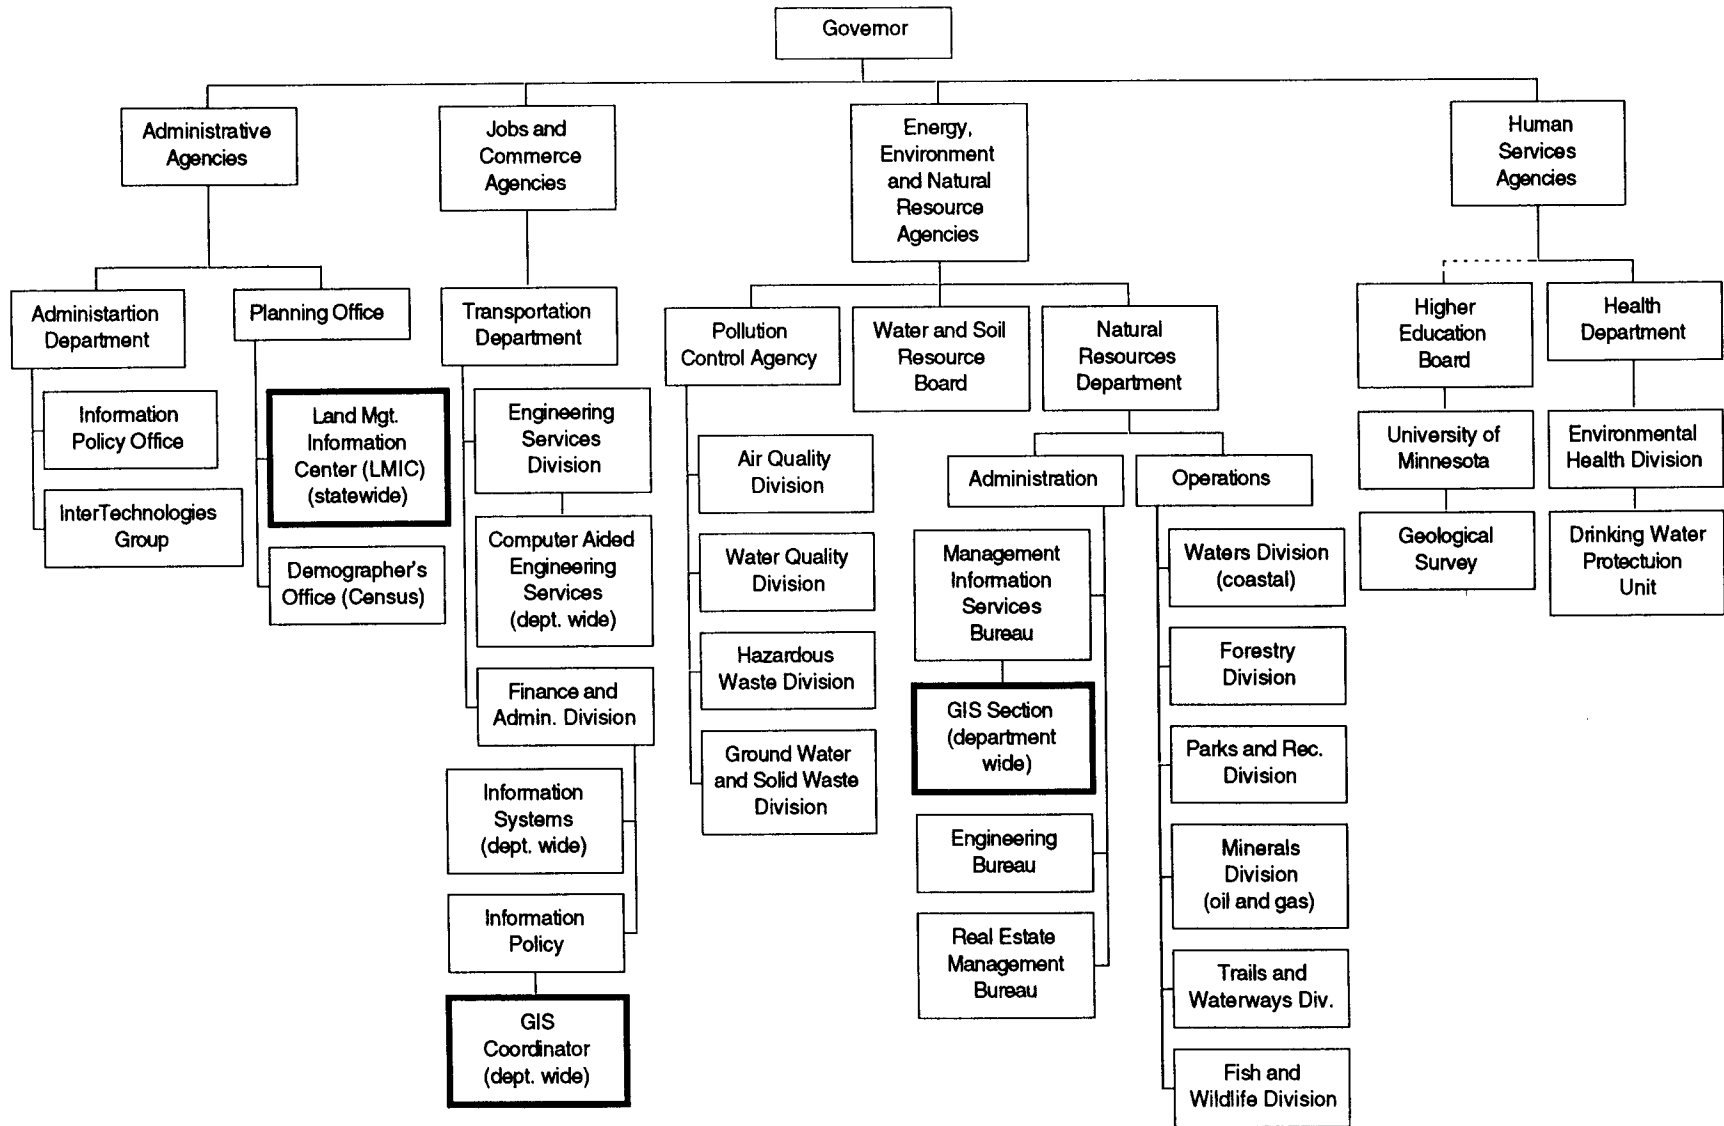 Governor
Administrative
Agencies
Jobs and
Commerce
Agencies
Energy,
Environment
and Natural
Resource
Agencies
Human
Services
Agencies
Administartion
Department
Planning Office
Transportation
Department
Pollution
Control Agency
Water and Soil
Resource
Board
Natural
Resources
Department
Higher
Education
Board
Health
Department
Information
Policy Office
InterTechnologies
Group
Land Mgt.
Information
Center (LMIC)
(statewide)
Demographer's
Office (Census)
Engineering
Services
Division
Computer Aided
Engineering
Services
(dept. wide)
Finance and
Admin. Division
Information
Systems
(dept. wide)
Information
Policy
GIS
Coordinator
(dept. wide)
Air Quality
Division
Water Quality
Division
Hazardous
Waste Division
Ground Water
and Solid Waste
Division
Administration
Management
Information
Services
Bureau
GIS Section
(department
wide)
Engineering
Bureau
Real Estate
Management
Bureau
Operations
Waters Division
(coastal)
Forestry
Division
Parks and Rec.
Division
Minerals
Division
(oil and gas)
Trails and
Waterways Div.
Fish and
Wildlife Division
University of
Minnesota
Geological
Survey
Environmental
Health Division
Drinking Water
Protectuion
Unit